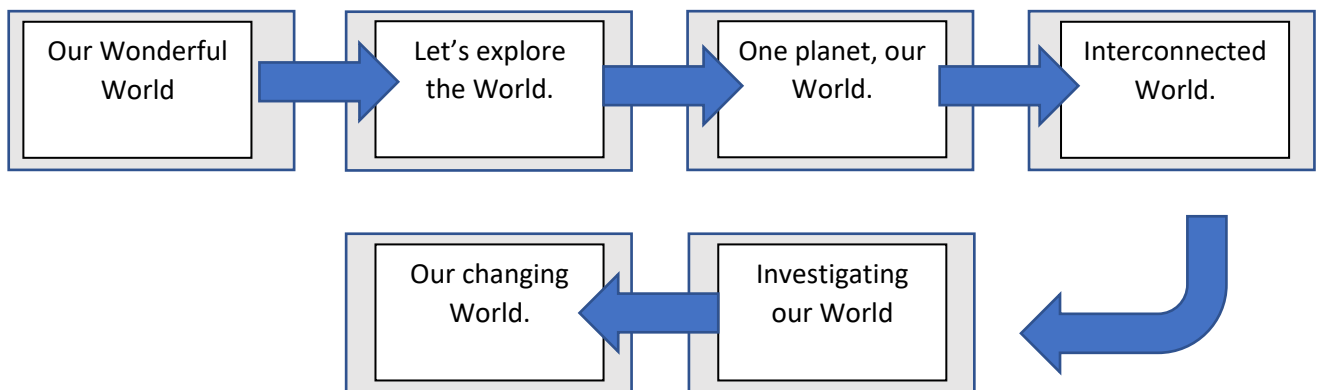 Our Wonderful
World
Let’s explore
the World.
One planet, our
World.
Interconnected
World.
Investigating
our World
Our changing
World.